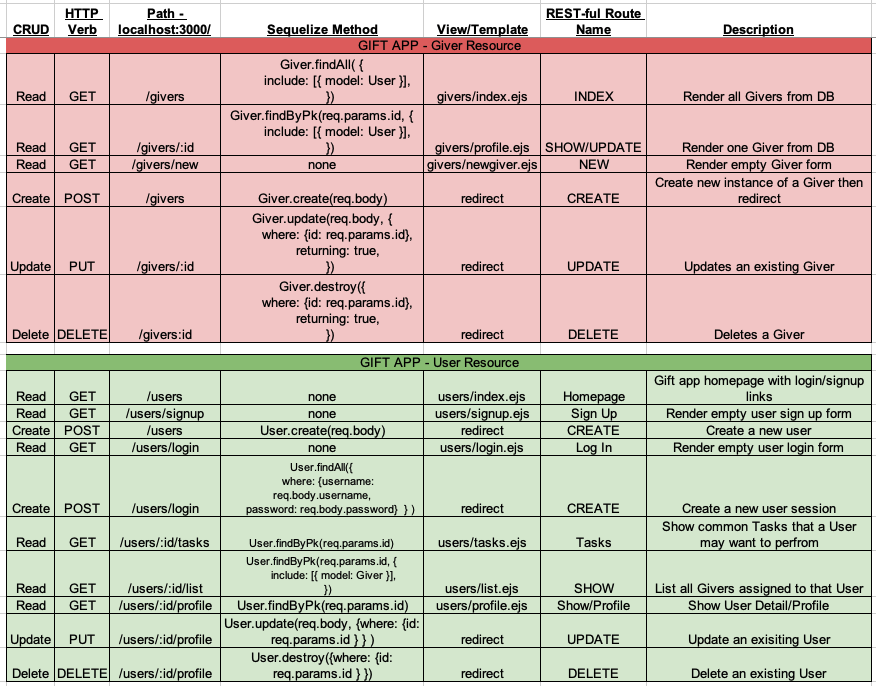 CRUD HTTP Verb Path - localhost:3000/ Sequelize Method View/Template REST-ful Route Name Description
GIFT APP - Giver Resource
Read GET /givers Giver.findAll( { include: [{ model: User }], }) givers/index.ejs INDEX Render all Givers from DB
Read GET /givers/:id Giver.findByPk(req.params.id, { include: [{ model: User }], }) givers/profile.ejs SHOW/UPDATE Render one Giver from DB
Read GET /givers/new none givers/newgiver.ejs NEW Render empty Giver form
Create POST /givers Giver.create(req.body) redirect CREATE Create new instance of a Giver then redirect
Update PUT /givers/:id Giver.update(req.body, { where: {id: req.params.id}, returning: true, }) redirect UPDATE Updates an existing Giver
Delete DELETE /givers:id Giver.destroy({ where: {id: req.params.id}, returning: true, }) redirect DELETE Deletes a Giver
GIFT APP - User Resource
Read GET /users none users/index.ejs Homepage Gift app homepage with login/signup links
Read GET /users/signup none users/signup.ejs Sign Up Render empty user sign up form
Create POST /users User.create(req.body) redirect CREATE Create a new user
Read GET /users/login none users/login.ejs Log In Render empty user login form
Create POST /users/login User.findAll({ where: {username: req.body.username, password: req.body.password} } ) redirect CREATE Create a new user session
Read GET /users/:id/tasks User.findByPk(req.params.id) users/tasks.ejs Tasks Show common Tasks that a User may want to perfrom
Read GET /users/:id/list User.findByPk(req.params.id, { include: [{ model: Giver }], }) users/list.ejs SHOW List all Givers assigned to that User
Read GET /users/:id/profile User.findByPk(req.params.id) users/profile.ejs Show/Profile Show User Detail/Profile
Update PUT /users/:id/profile User.update(req.body, {where: {id: req.params.id } } ) redirect UPDATE Update an exisiting User
Delete DELETE /users/:id/profile User.destroy({where: {id: req.params.id } }) redirect DELETE Delete an existing User